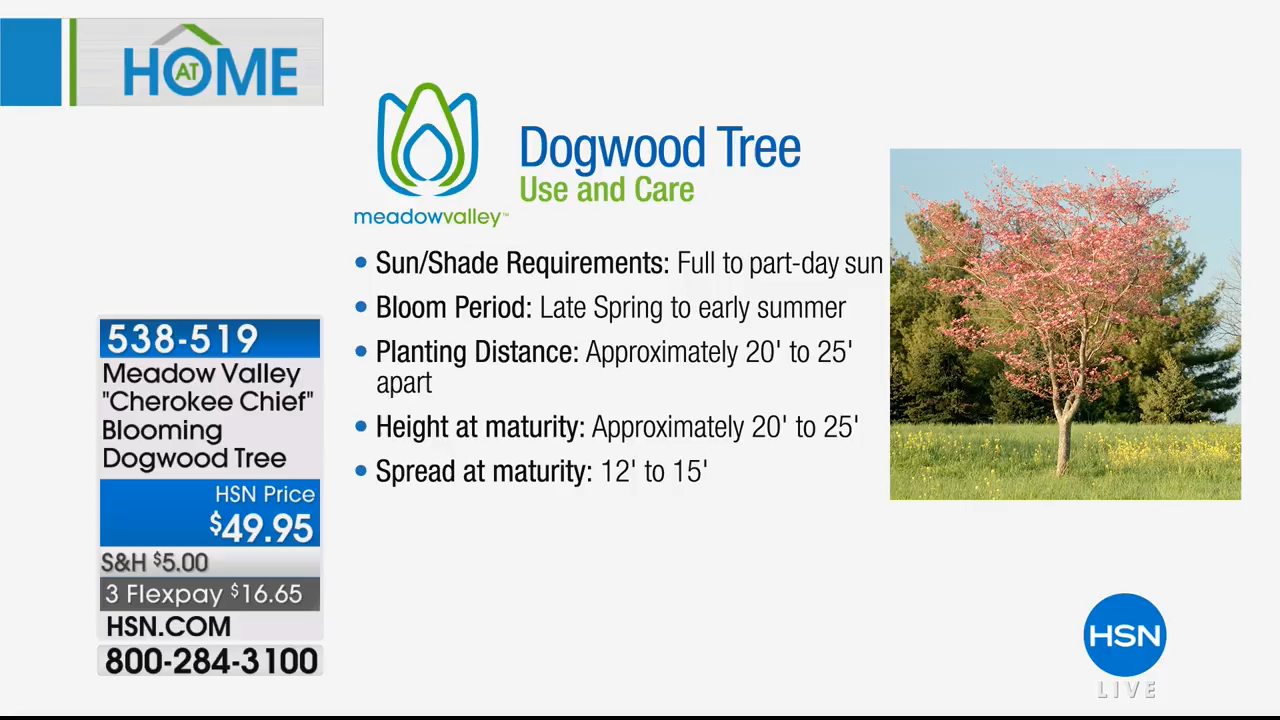 AT
HOME
meadowvalley™
Dogwood Tree
Use and Care
• Sun/Shade Requirements: Full to part-day sun
• Bloom Period: Late Spring to early summer
• Planting Distance: Approximately 20' to 25'
apart
• Height at maturity: Approximately 20' to 25'
• Spread at maturity: 12' to 15'
538-519
Meadow Valley
"Cherokee Chief"
Blooming
Dogwood Tree
HSN Price
$49.95
S&H $5.00
3 Flexpay $16.65
HSN.COM
800-284-3100
HSN
LIVE